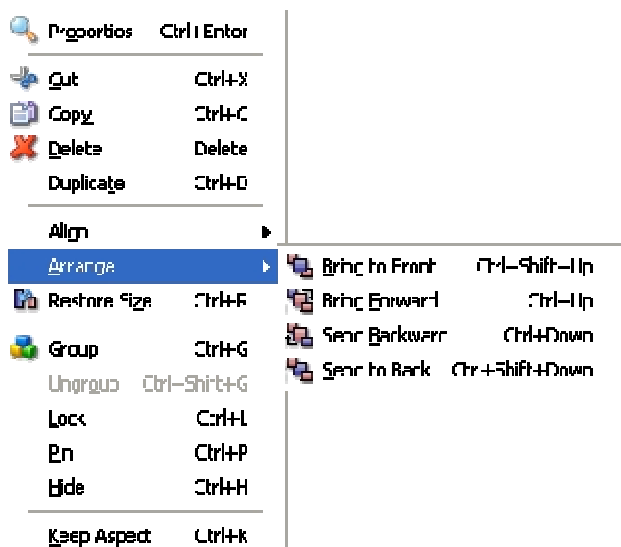 Properties Ctrl+Enter
Cut Ctrl+X
Copy Ctrl+C
Delete Delete
Duplicate Ctrl+D
Align
Arrange
Restore Size Ctrl+R
Group Ctrl+G
Ungroup Ctrl+Shift+G
Lock Ctrl+L
Pin Ctrl+P
Hide Ctrl+H
Keep Aspect Ctrl+K
Bring to Front Ctrl+Shift+Up
Bring Forward Ctrl+Up
Send Backward Ctrl+Down
Send to Back Ctrl+Shift+Down